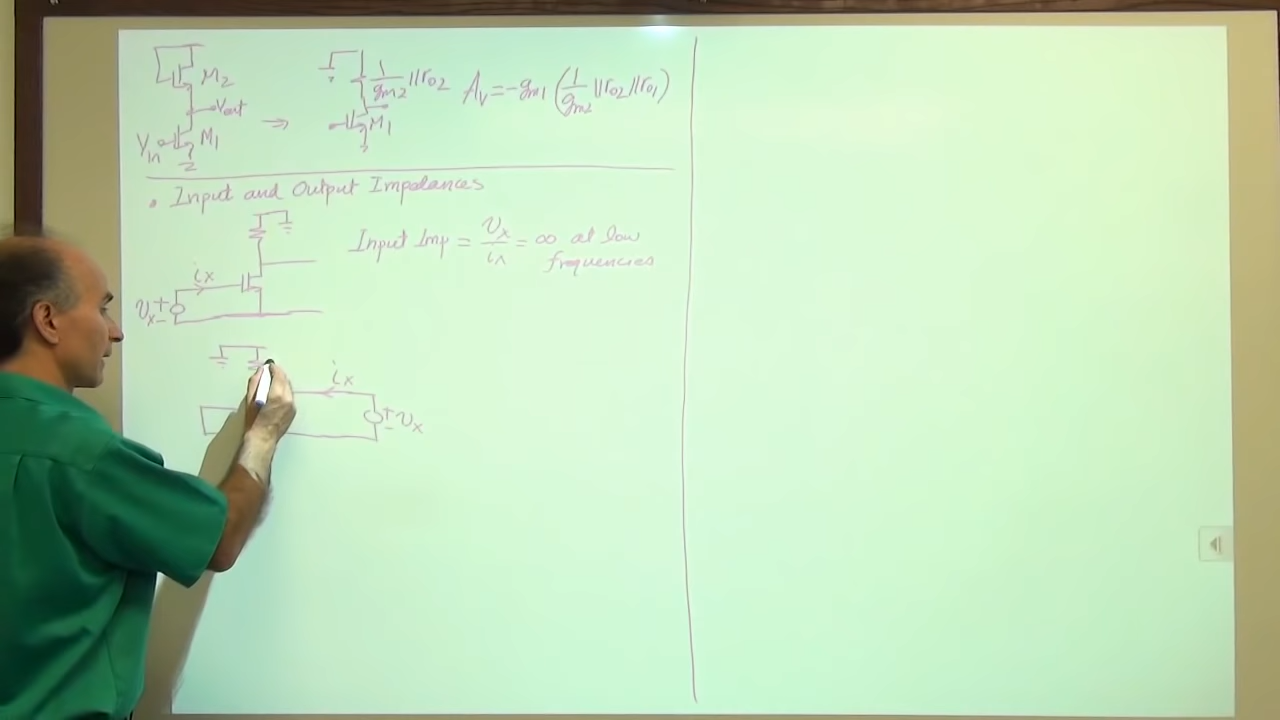 M2
Vout
Vin
M1
⇒
1/gm2 || ro2
M1
Av = -gm1 (1/gm2 || ro2 || ro1)
• Input and Output Impedances
ix
vx + -
Input Imp = vx/ix = ∞ at low
frequencies
ix
+ - vx